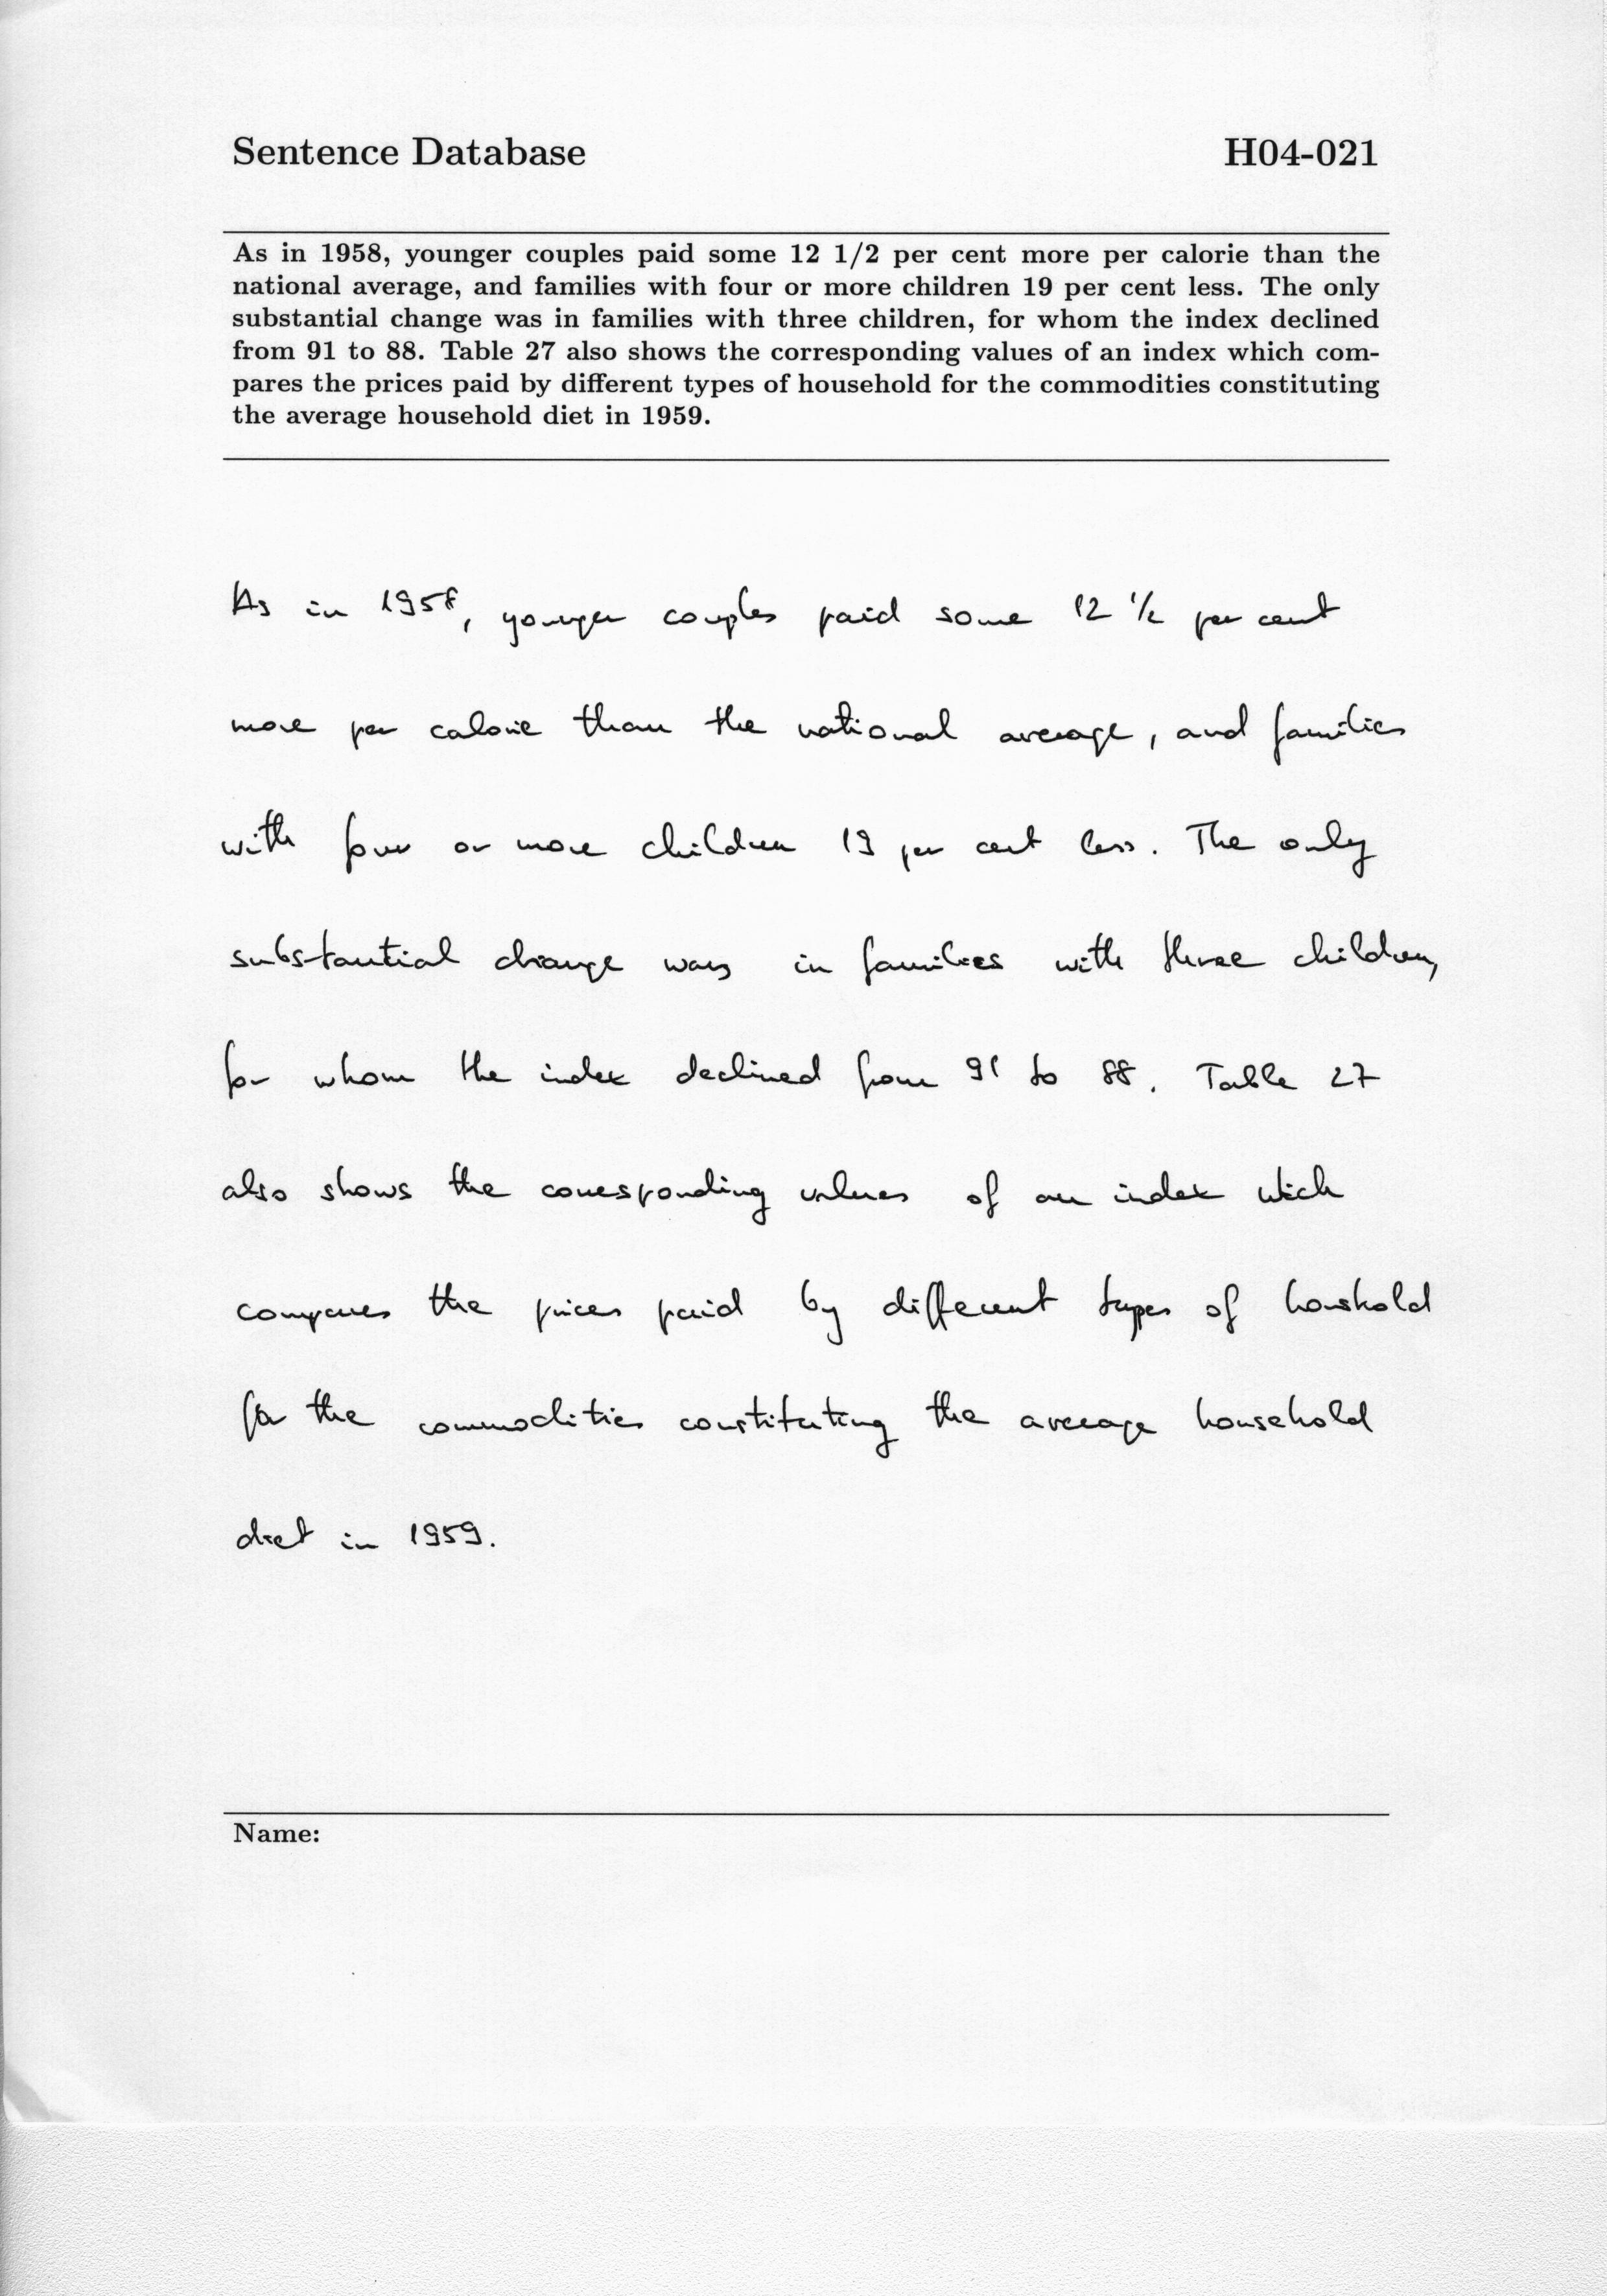 Sentence Database H04-021
As in 1958, younger couples paid some 12 1/2 per cent more per calorie than the
national average, and families with four or more children 19 per cent less. The only
substantial change was in families with three children, for whom the index declined
from 91 to 88. Table 27 also shows the corresponding values of an index which com-
pares the prices paid by different types of household for the commodities constituting
the average household diet in 1959.
As in 1958, younger couples paid some 12 1/2 per cent
more per calorie than the national average, and families
with four or more children 19 per cent less. The only
substantial change was in families with three children,
for whom the index declined from 91 to 88. Table 27
also shows the corresponding values of an index wich
compares the prices paid by different types of houshold
for the commodities constituting the average household
diet in 1959.
Name: